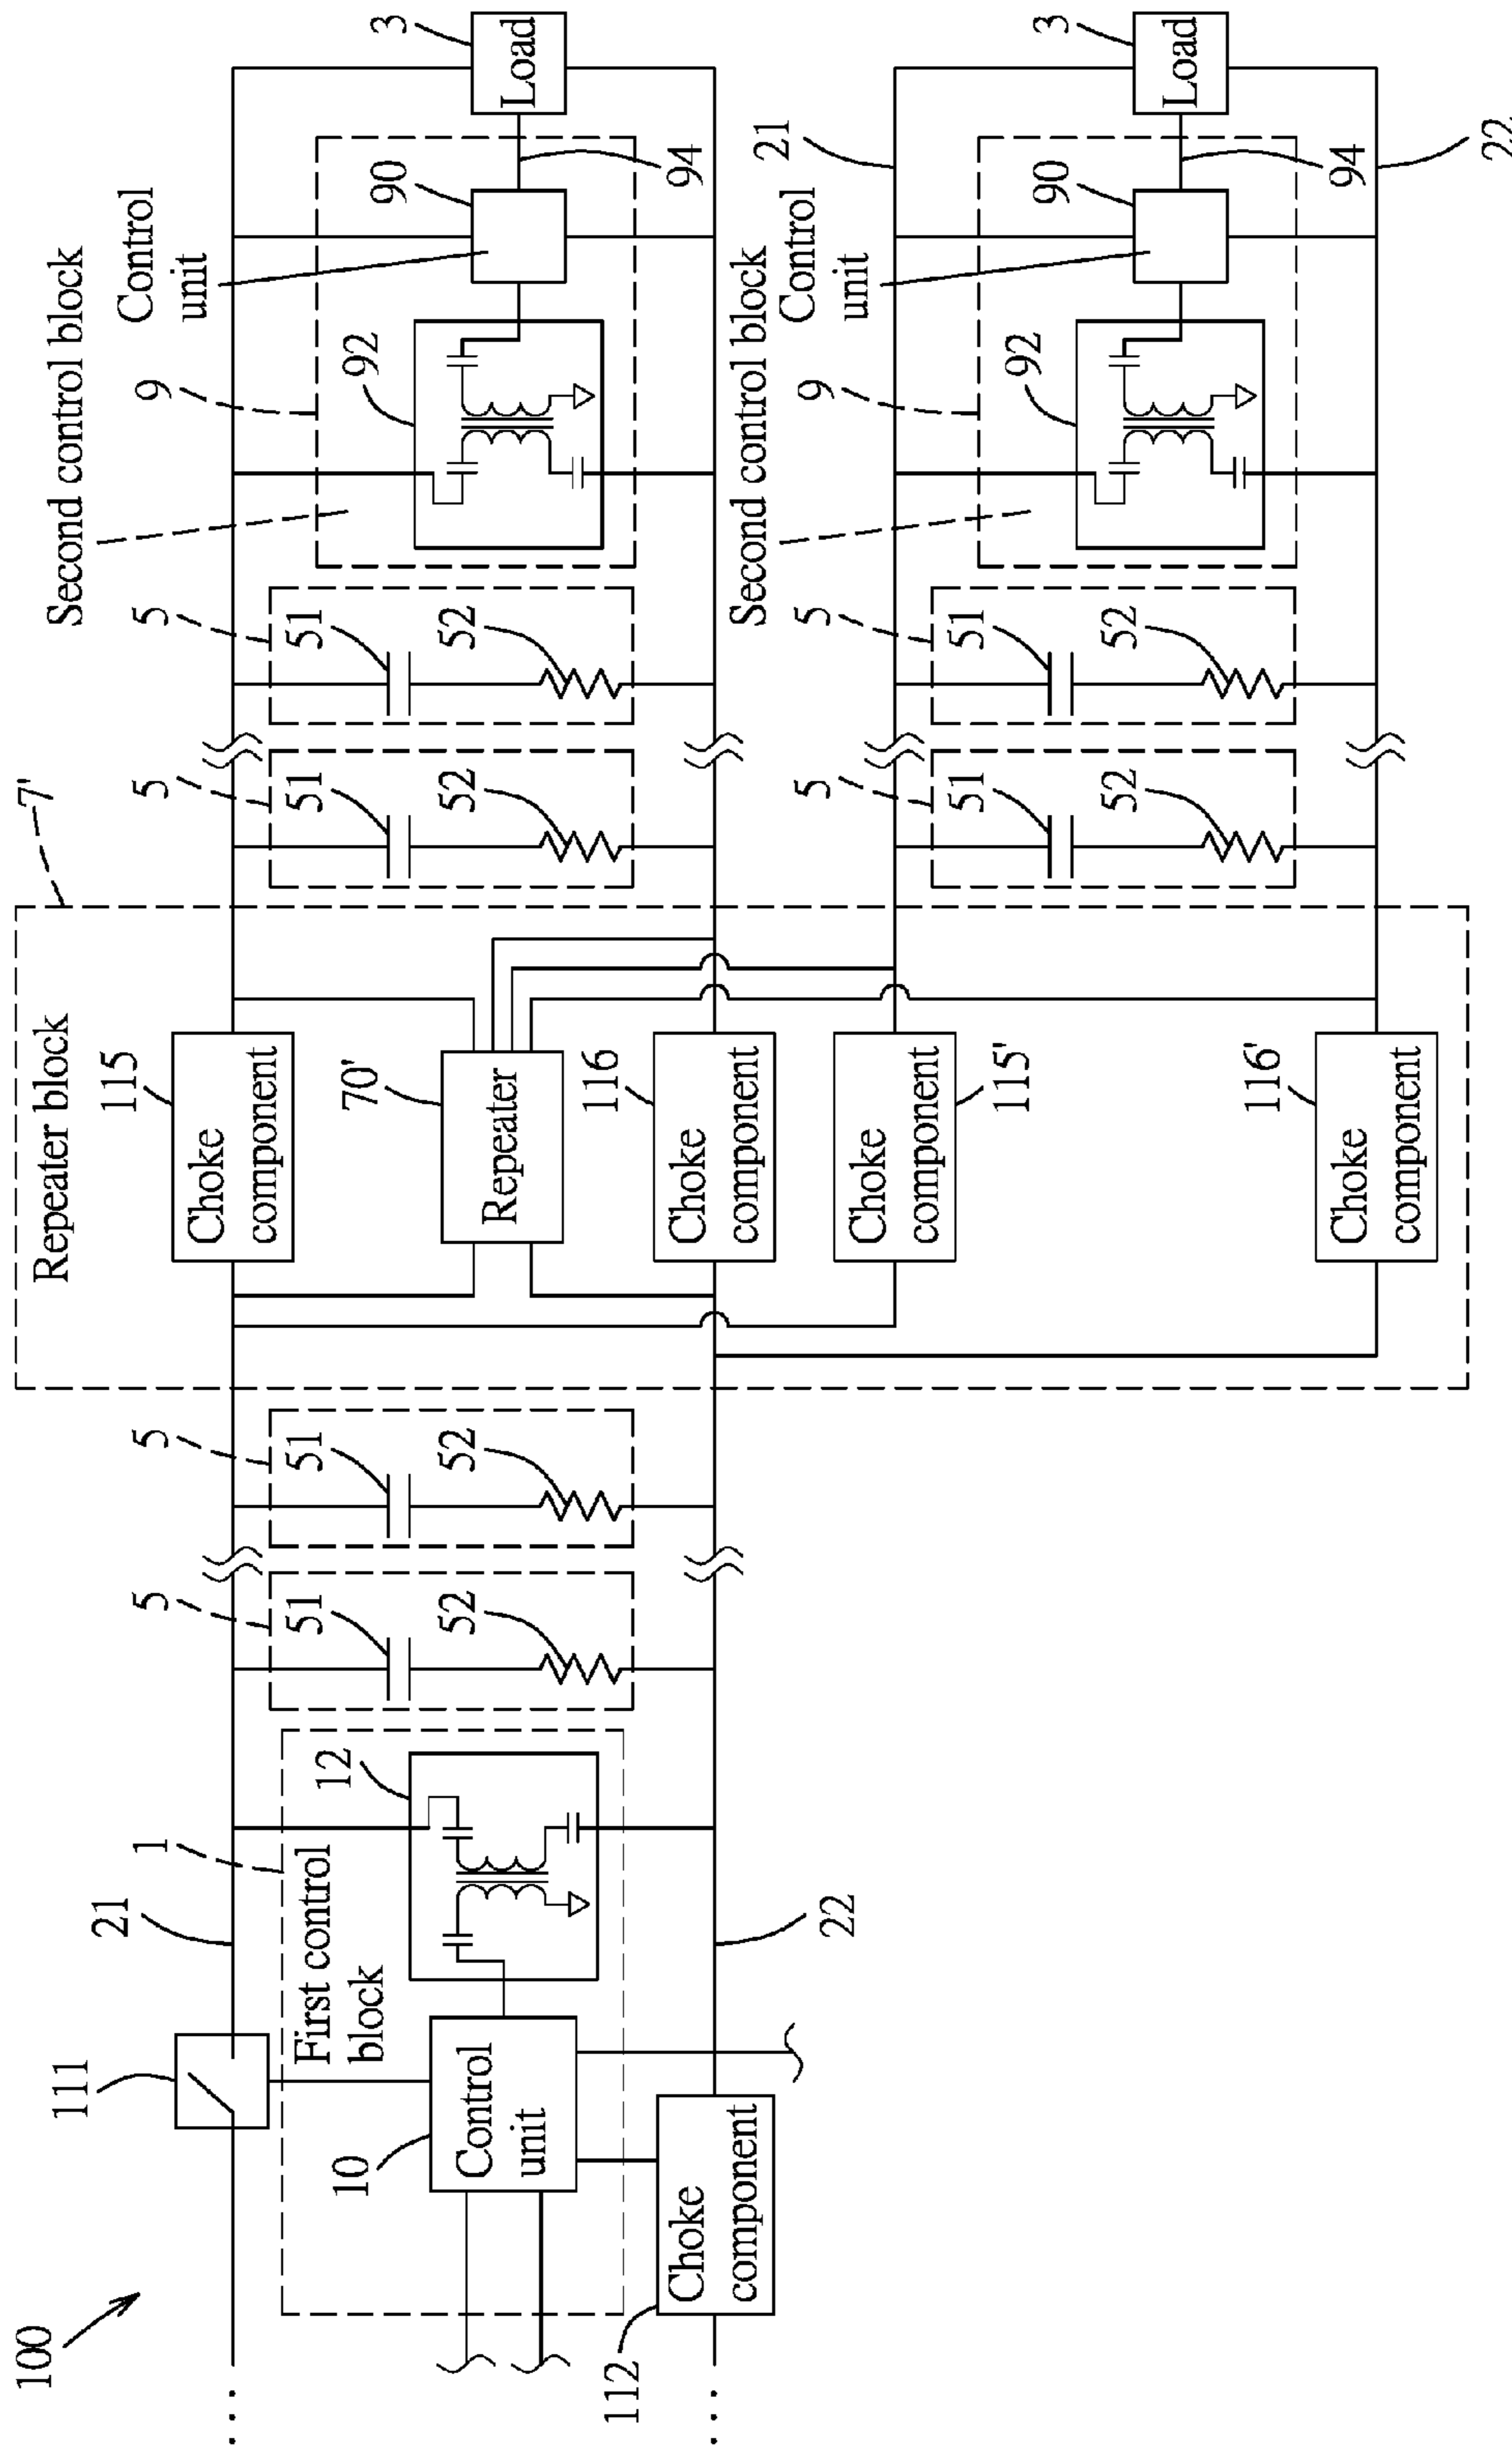 100
111
21
1
5
5
Repeater block
7'
115
Choke
component
5
5
Second control block
9
Control
unit
90
92
3
Load
94
First control
block
12
10
Control
unit
112
Choke
component
22
51
52
51
52
70'
Repeater
116
Choke
component
51
52
51
52
Choke
component
115'
Choke
component
116'
5
51
52
5
51
52
Second control block
9
Control
unit
90
92
21
3
Load
94
22
...
...